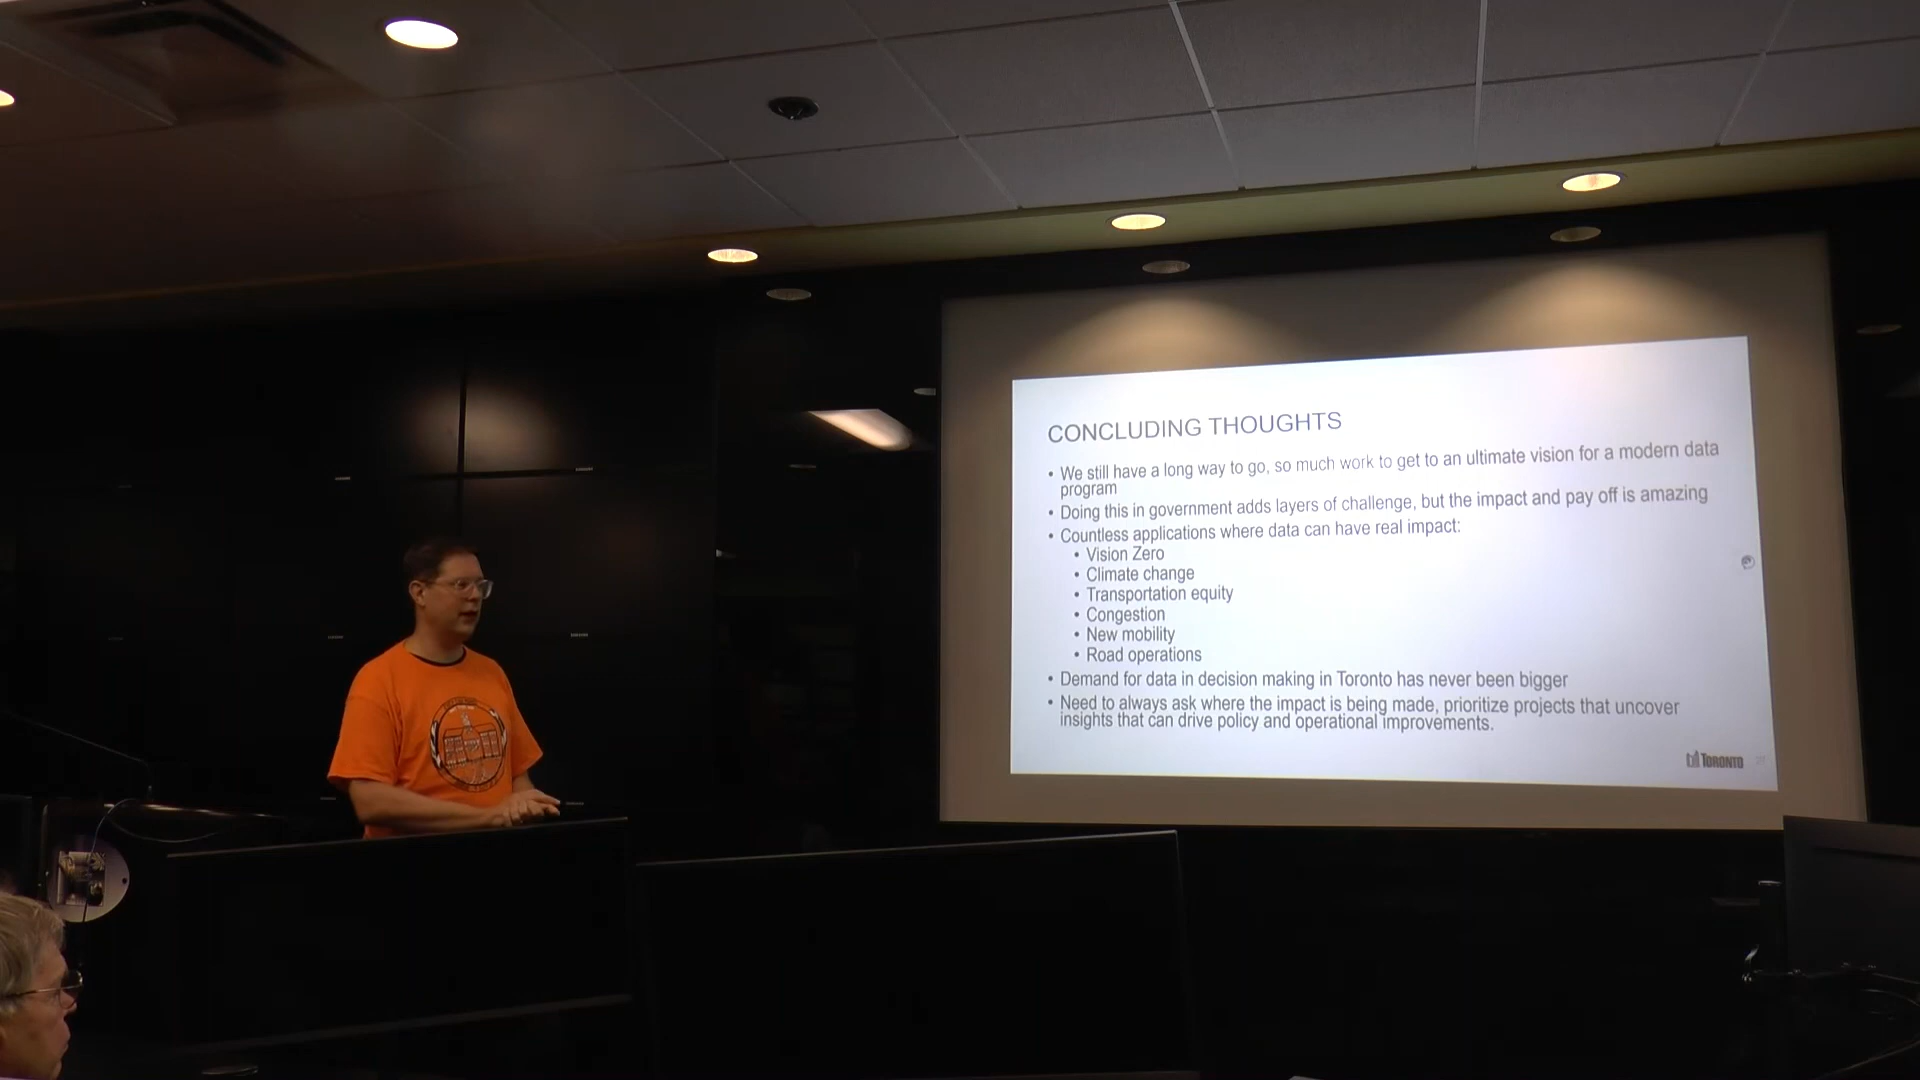 CONCLUDING THOUGHTS
• We still have a long way to go, so much work to get to an ultimate vision for a modern data
program
• Doing this in government adds layers of challenge, but the impact and pay off is amazing
• Countless applications where data can have real impact:
• Vision Zero
• Climate change
• Transportation equity
• Congestion
• New mobility
• Road operations
• Demand for data in decision making in Toronto has never been bigger
• Need to always ask where the impact is being made, prioritize projects that uncover
insights that can drive policy and operational improvements.
TORONTO